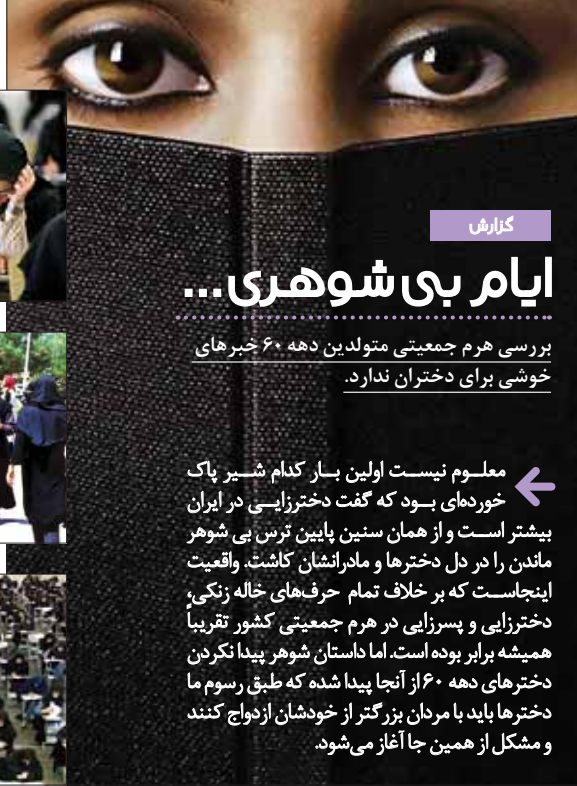 گزارش
ایام بی‌شوهری...
بررسی هرم جمعیتی متولدین دهه ۶۰ خبرهای
خوشی برای دختران ندارد.
معلوم نیست اولین بار کدام شیر پاک
خورده‌ای بود که گفت دخترزایی در ایران
بیشتر است و از همان سنین پایین ترس بی شوهر
ماندن را در دل دخترها و مادرانشان کاشت. واقعیت
اینجاست که بر خلاف تمام حرف‌های خاله زنکی،
دخترزایی و پسرزایی در هرم جمعیتی کشور تقریباً
همیشه برابر بوده است. اما داستان شوهر پیدا نکردن
دخترهای دهه ۶۰ از آنجا پیدا شده که طبق رسوم ما
دخترها باید با مردان بزرگتر از خودشان ازدواج کنند
و مشکل از همین جا آغاز می‌شود.